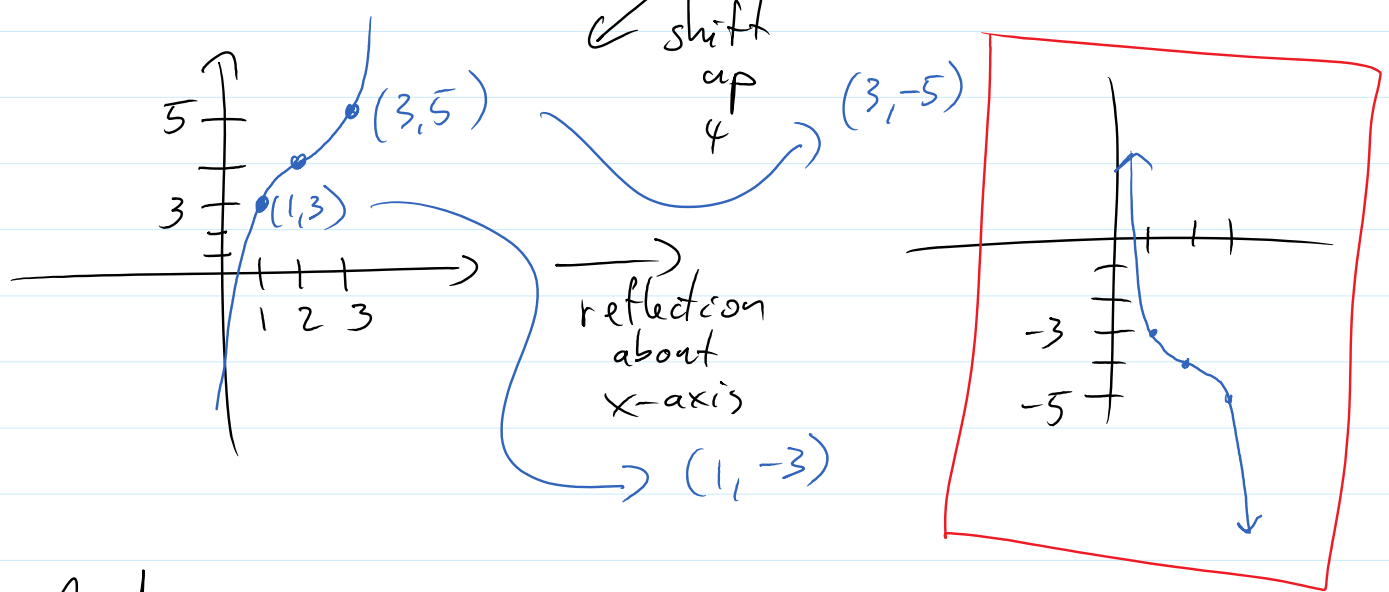 shift
up
4
5
(3,5)
(3,-5)
3
(1,3)
1 2 3
reflection
about
x-axis
(1,-3)
-3
-5